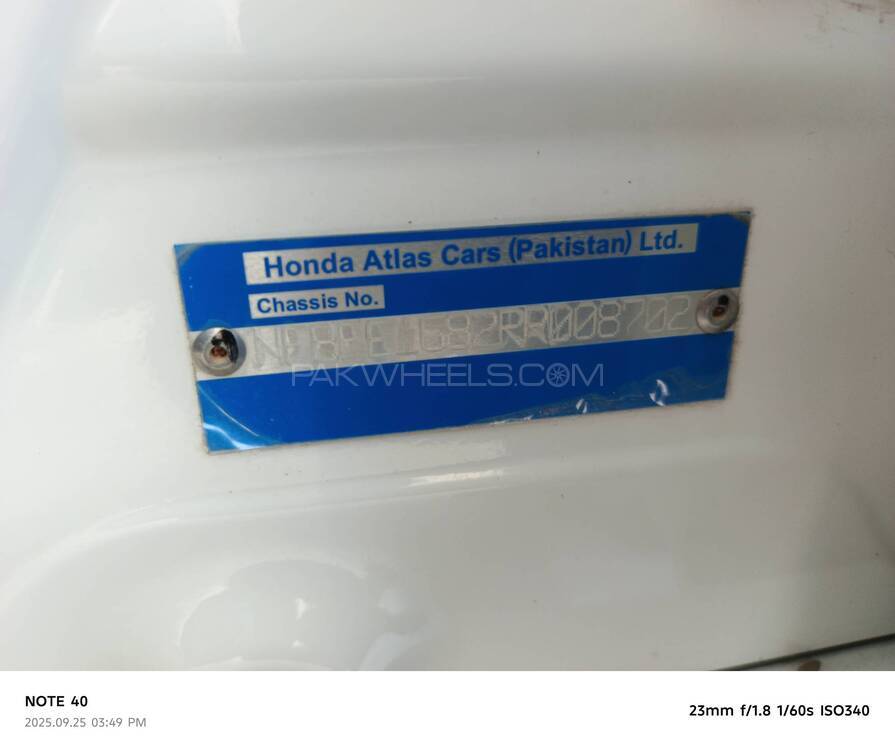 Honda Atlas Cars (Pakistan) Ltd.
Chassis No.
PAKWHEELS.COM
NOTE 40
2025.09.25 03:49 PM
23mm f/1.8 1/60s ISO340